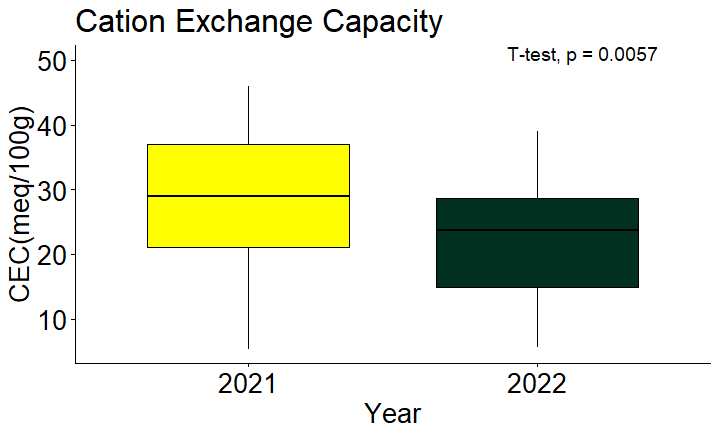 Cation Exchange Capacity
T-test, p = 0.0057
CEC(meq/100g)
50
40
30
20
10
2021
2022
Year